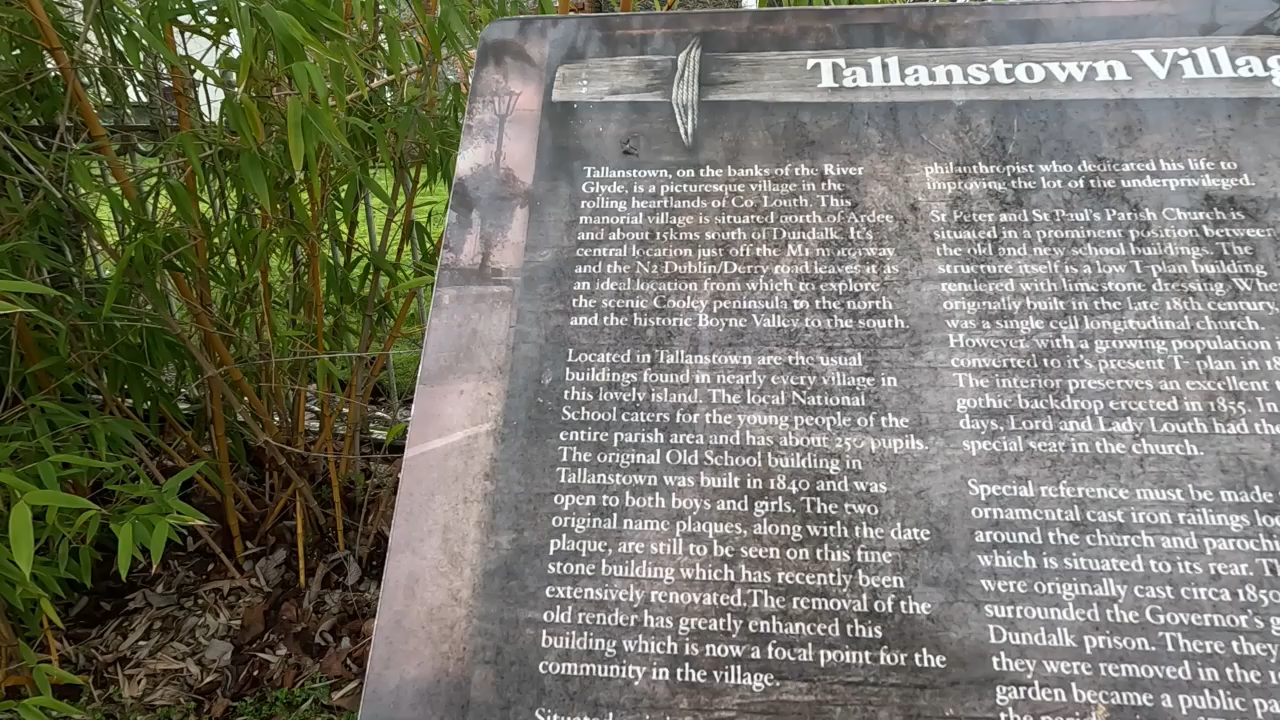 Tallanstown Villag
Tallanstown, on the banks of the River
Glyde, is a picturesque village in the
rolling heartlands of Co. Louth. This
manorial village is situated north of Ardee
and about 15kms south of Dundalk. It's
central location just off the M1 motorway
and the N2 Dublin/Derry road leaves it as
an ideal location from which to explore
the scenic Cooley peninsula to the north
and the historic Boyne Valley to the south.
Located in Tallanstown are the usual
buildings found in nearly every village in
this lovely island. The local National
School caters for the young people of the
entire parish area and has about 250 pupils.
The original Old School building in
Tallanstown was built in 1840 and was
open to both boys and girls. The two
original name plaques, along with the date
plaque, are still to be seen on this fine
stone building which has recently been
extensively renovated.The removal of the
old render has greatly enhanced this
building which is now a focal point for the
community in the village.
Situated
philanthropist who dedicated his life to
improving the lot of the underprivileged.
St Peter and St Paul's Parish Church is
situated in a prominent position between
the old and new school buildings. The
structure itself is a low T-plan building
rendered with limestone dressing. Whe
originally built in the late 18th century,
was a single cell longitudinal church.
However, with a growing population i
converted to it's present T- plan in 18
The interior preserves an excellent
gothic backdrop erected in 1855. In
days, Lord and Lady Louth had the
special seat in the church.
Special reference must be made
ornamental cast iron railings loc
around the church and parochi
which is situated to its rear. Th
were originally cast circa 1850
surrounded the Governor's g
Dundalk prison. There they
they were removed in the 1
garden became a public pa
the